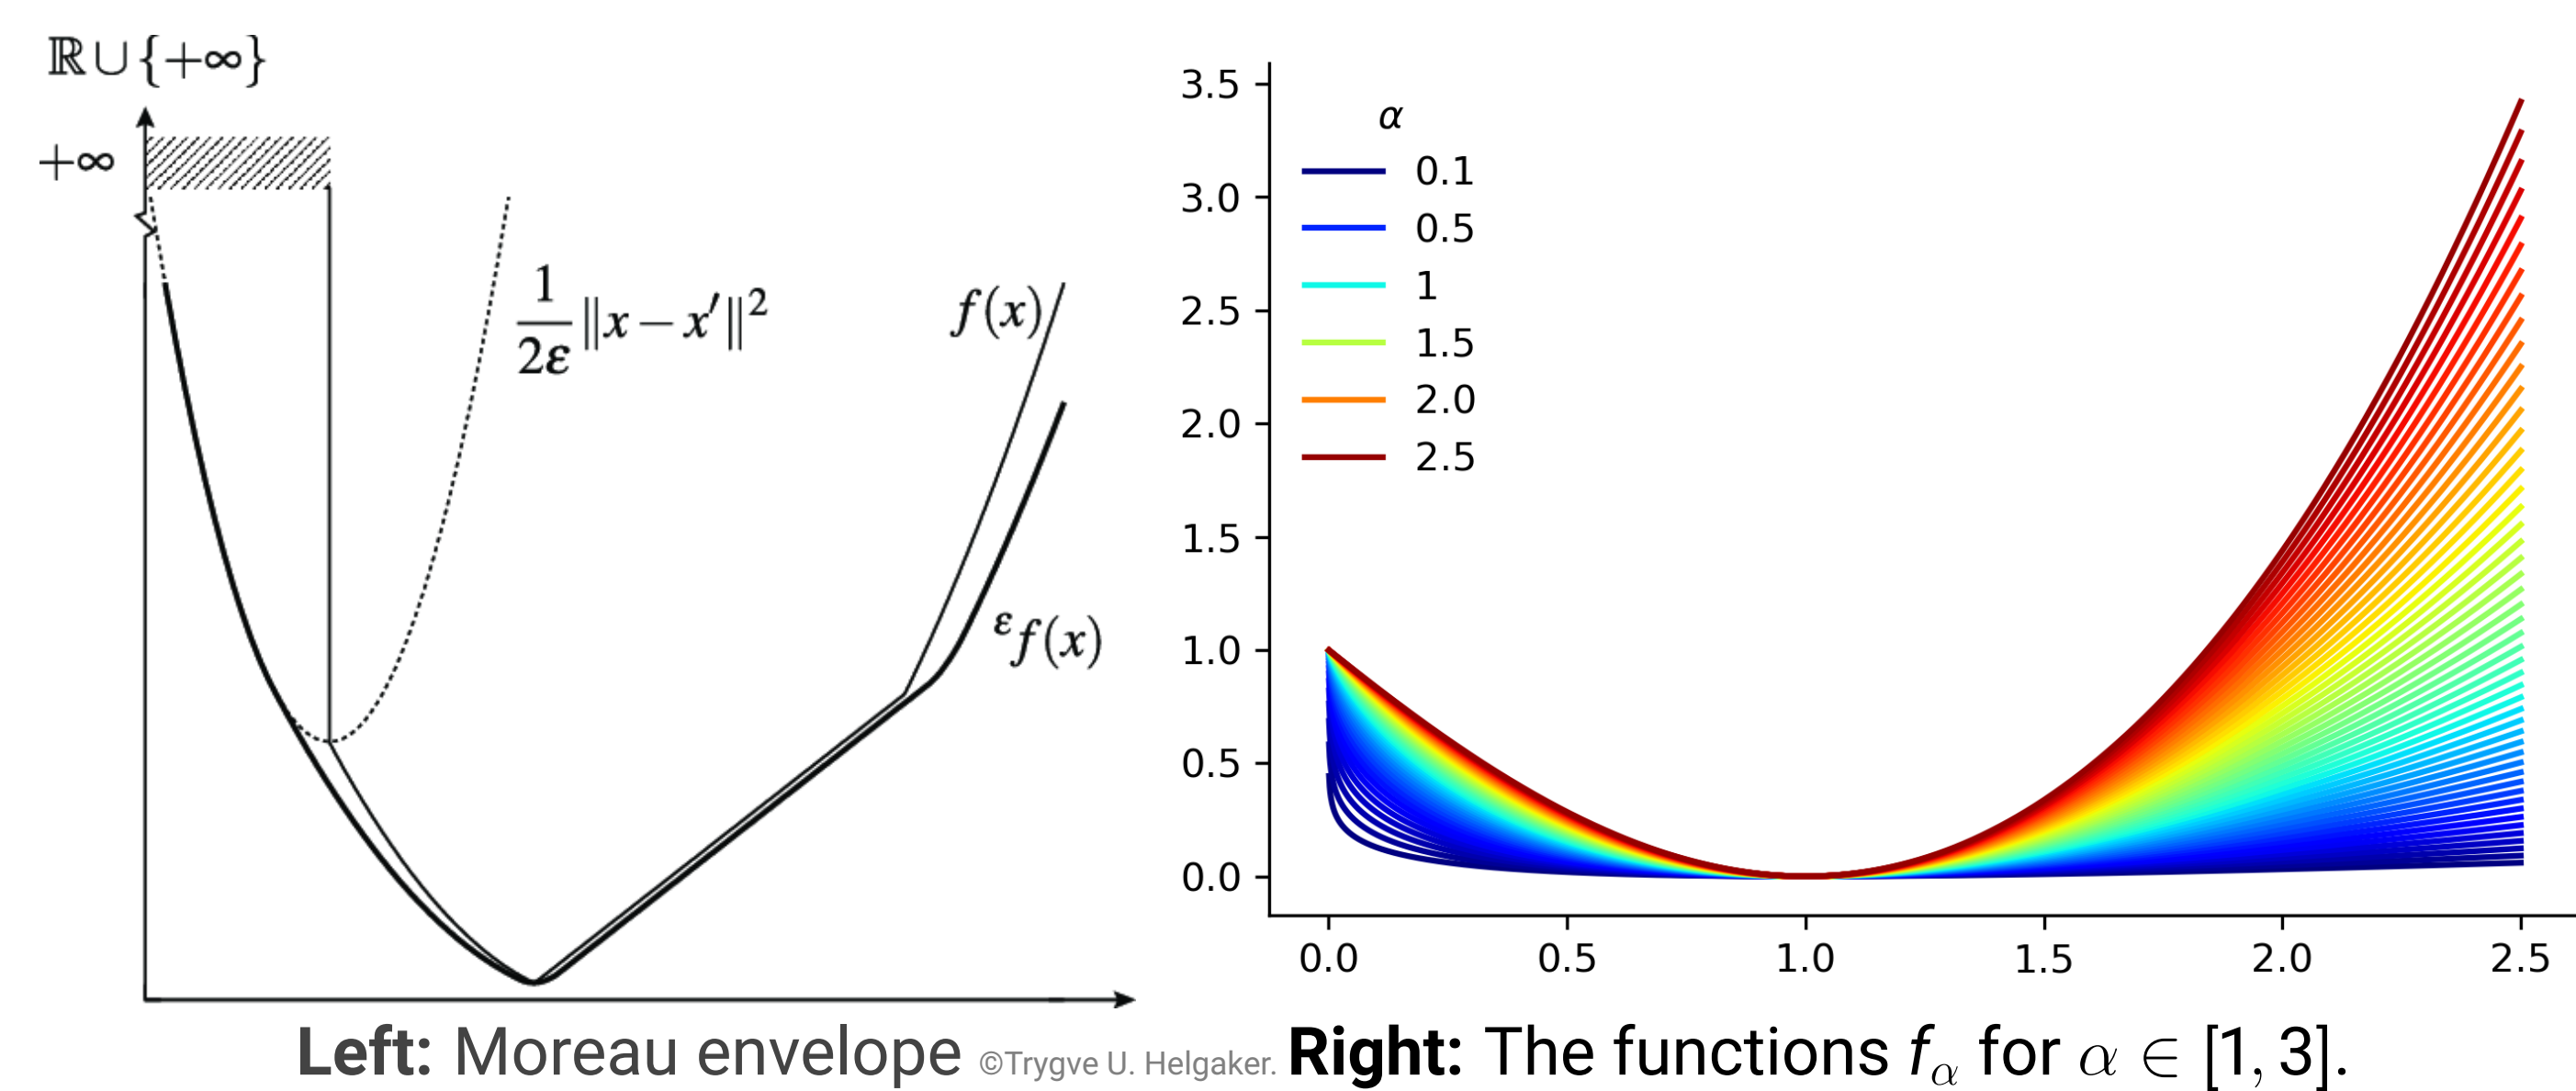 ℝ∪{+∞}
+∞
1/2ε ‖x − x′‖²
f(x)
εf(x)
3.5
3.0
2.5
2.0
1.5
1.0
0.5
0.0
α
0.1
0.5
1
1.5
2.0
2.5
0.0 0.5 1.0 1.5 2.0 2.5
Left: Moreau envelope ©Trygve U. Helgaker. Right: The functions fα for α ∈ [1, 3].